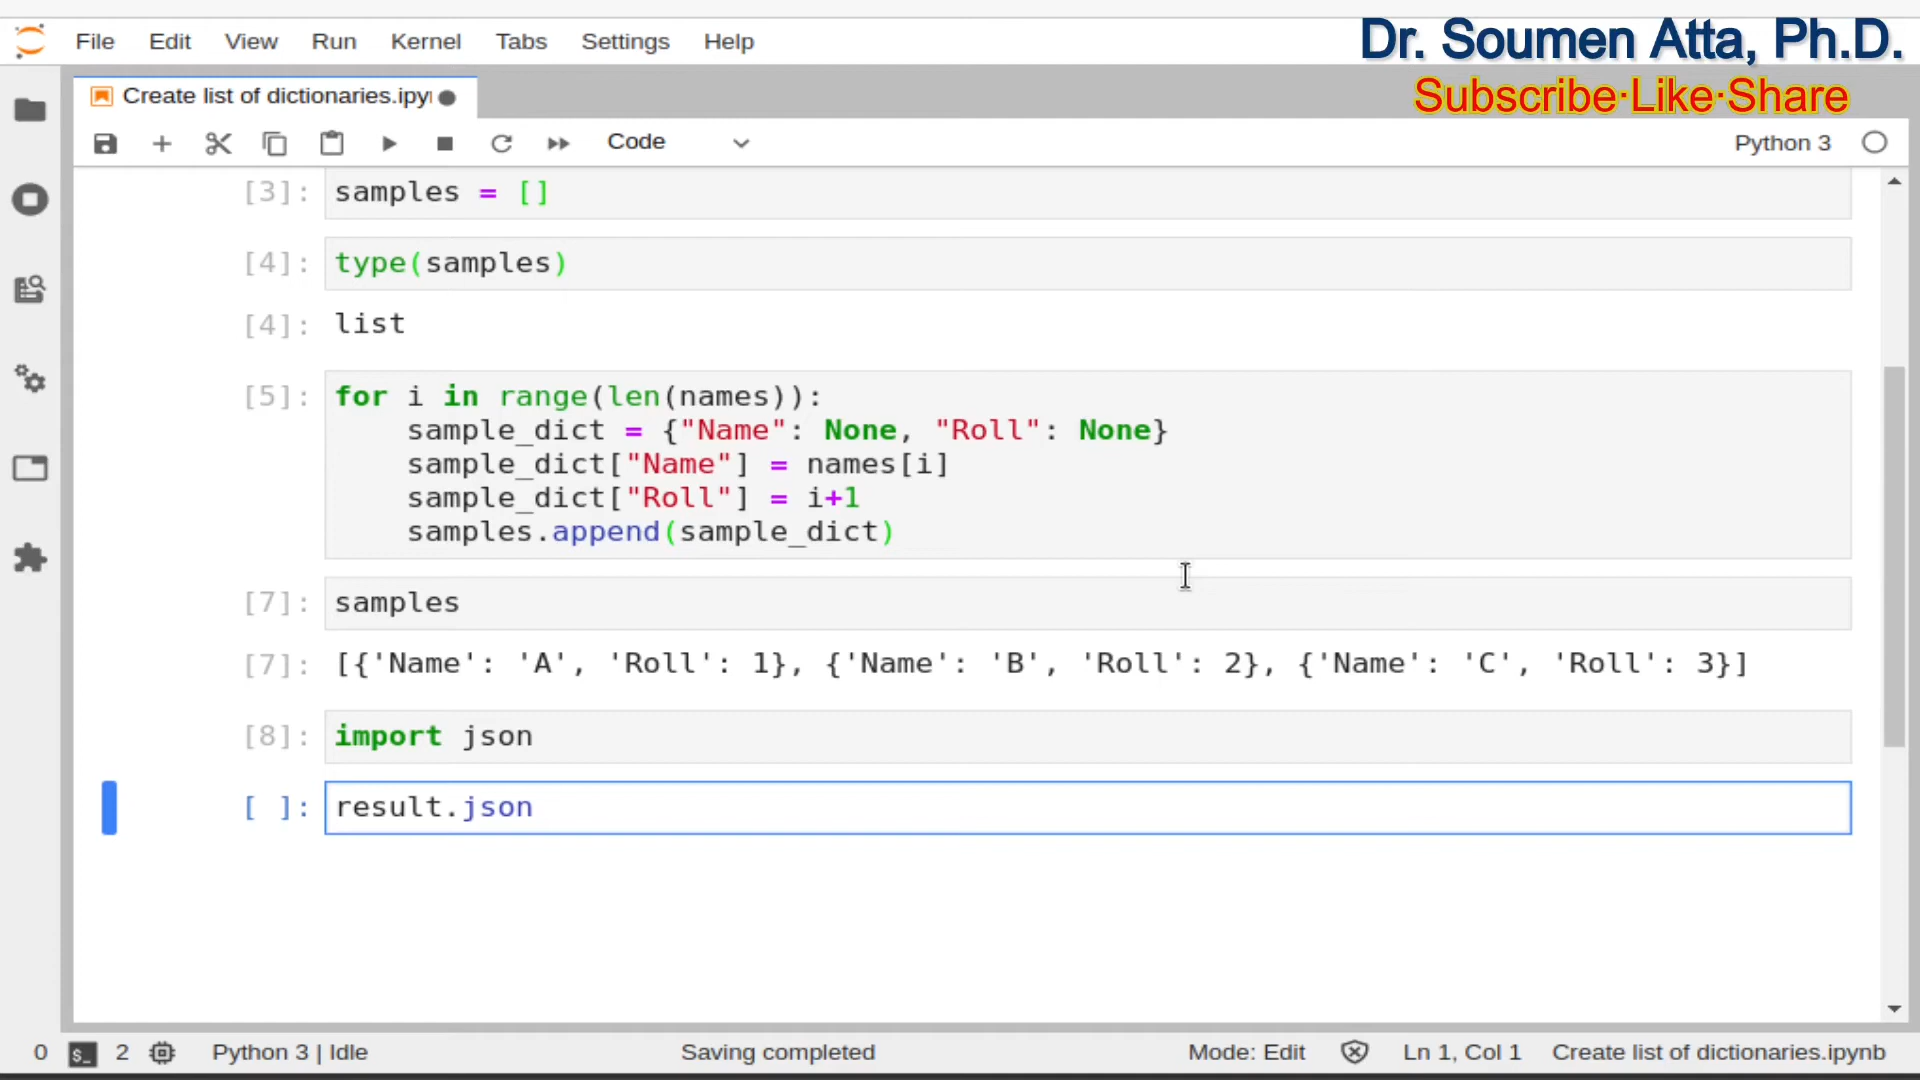 File Edit View Run Kernel Tabs Settings Help
Dr. Soumen Atta, Ph.D.
Subscribe·Like·Share
Create list of dictionaries.ipy
Code
Python 3
[3]: samples = []
[4]: type(samples)
[4]: list
[5]: for i in range(len(names)):
    sample_dict = {"Name": None, "Roll": None}
    sample_dict["Name"] = names[i]
    sample_dict["Roll"] = i+1
    samples.append(sample_dict)
[7]: samples
[7]: [{'Name': 'A', 'Roll': 1}, {'Name': 'B', 'Roll': 2}, {'Name': 'C', 'Roll': 3}]
[8]: import json
[ ]: result.json
0 $_ 2 Python 3 | Idle Saving completed Mode: Edit Ln 1, Col 1 Create list of dictionaries.ipynb